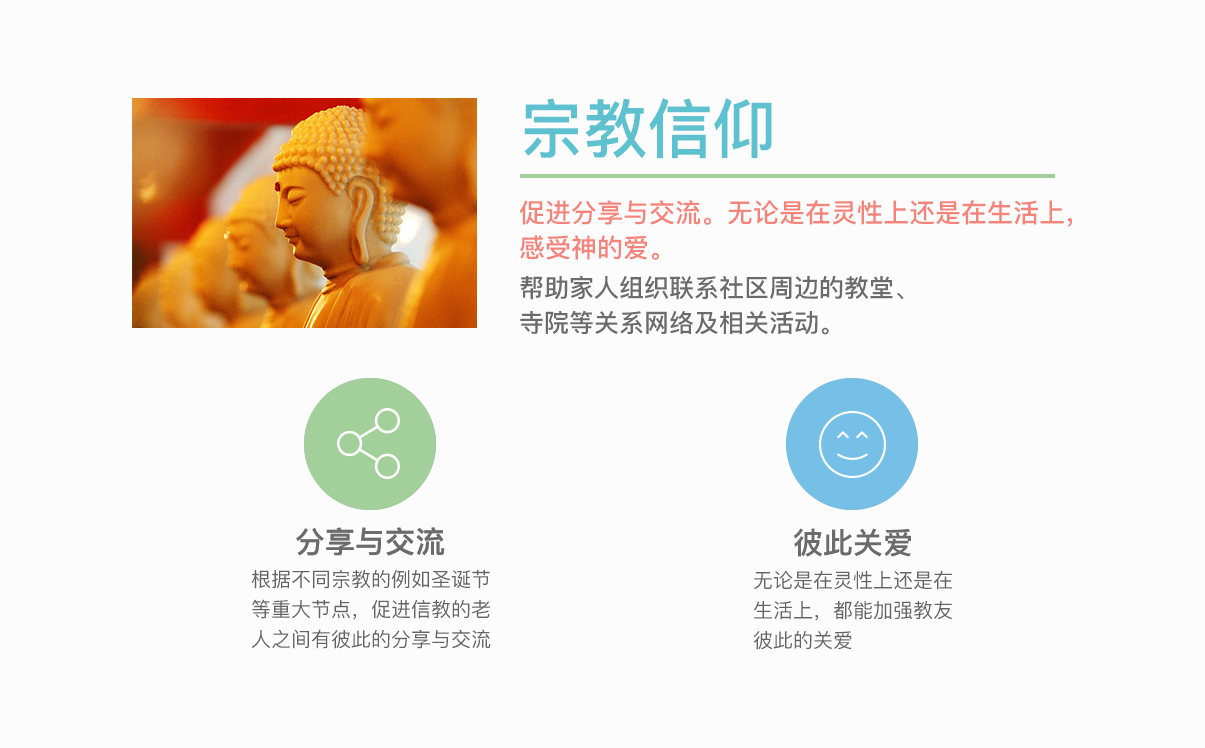 宗教信仰
促进分享与交流。无论是在灵性上还是在生活上，
感受神的爱。
帮助家人组织联系社区周边的教堂、
寺院等关系网络及相关活动。
分享与交流
根据不同宗教的例如圣诞节
等重大节点，促进信教的老
人之间有彼此的分享与交流
彼此关爱
无论是在灵性上还是在
生活上，都能加强教友
彼此的关爱